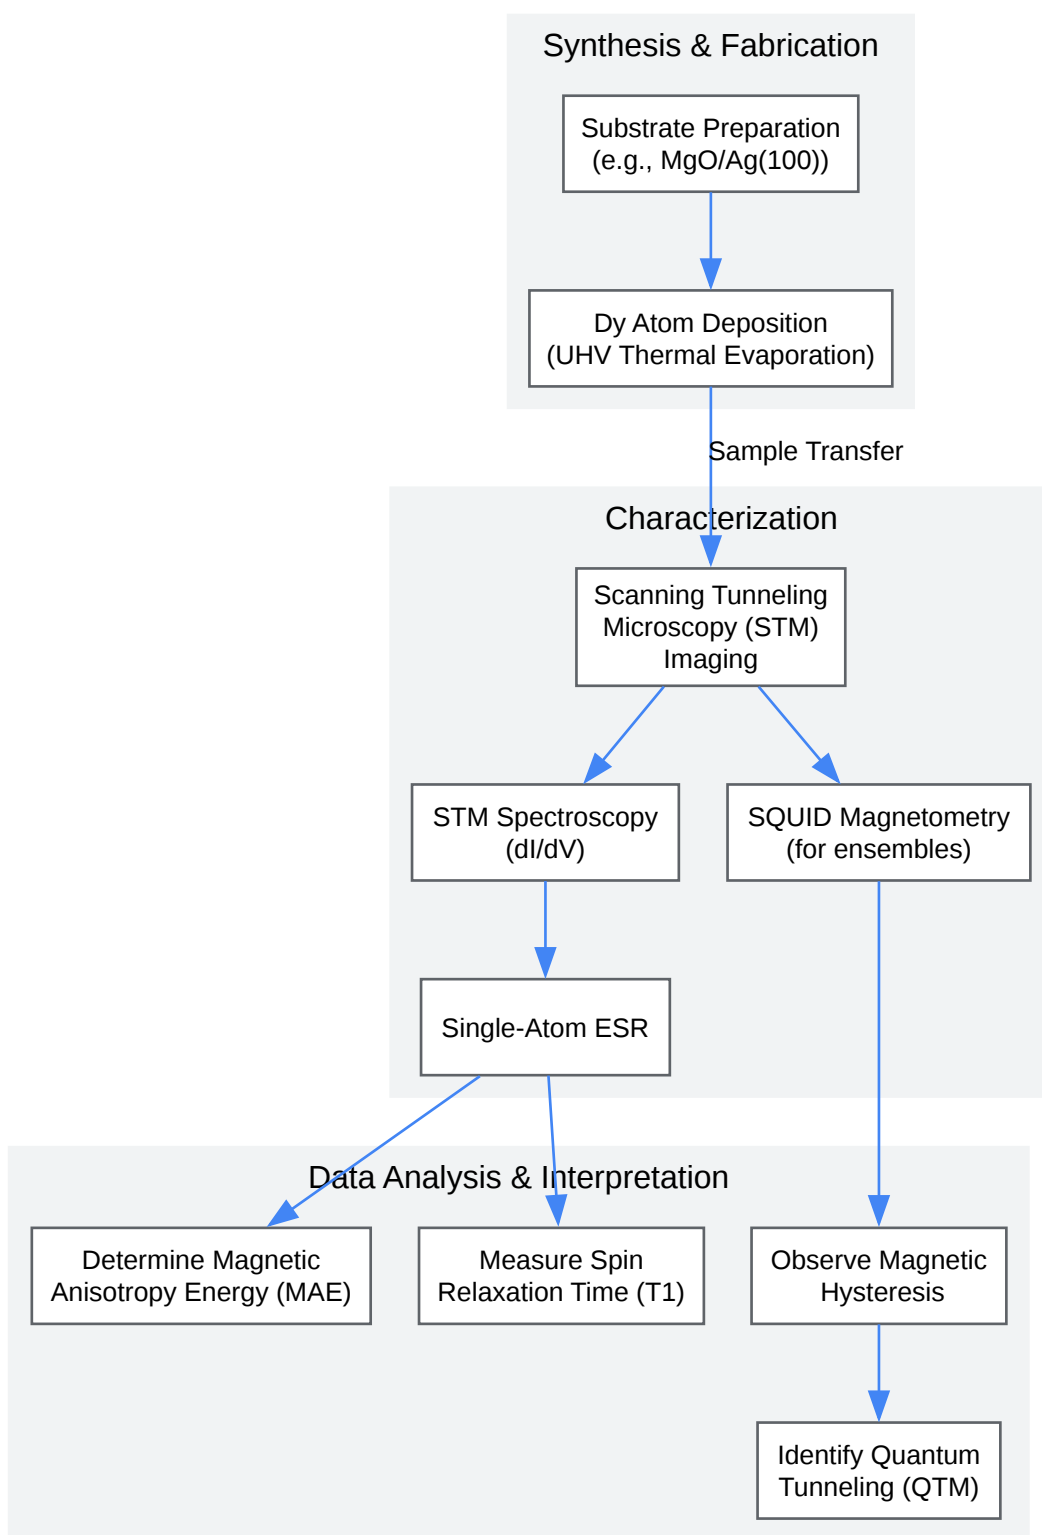 Synthesis & Fabrication
Substrate Preparation
(e.g., MgO/Ag(100))
Dy Atom Deposition
(UHV Thermal Evaporation)
Sample Transfer
Characterization
Scanning Tunneling
Microscopy (STM)
Imaging
STM Spectroscopy
(dI/dV)
SQUID Magnetometry
(for ensembles)
Single-Atom ESR
Data Analysis & Interpretation
Determine Magnetic
Anisotropy Energy (MAE)
Measure Spin
Relaxation Time (T1)
Observe Magnetic
Hysteresis
Identify Quantum
Tunneling (QTM)